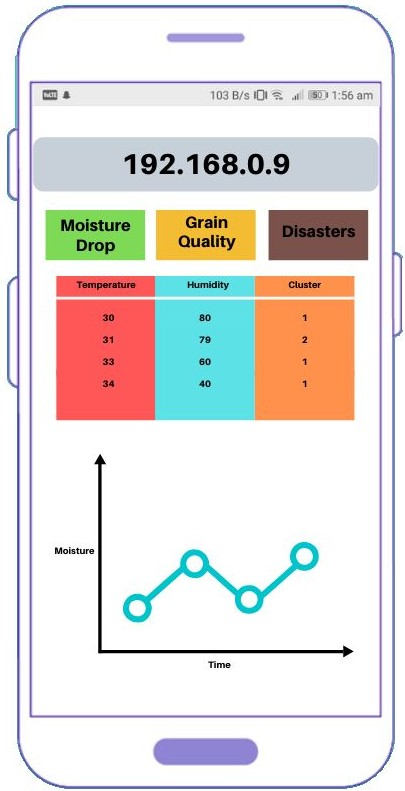 VoLTE 103 B/s 50 1:56 am
192.168.0.9
Moisture Drop
Grain Quality
Disasters
Temperature Humidity Cluster
30 80 1
31 79 2
33 60 1
34 40 1
Moisture
Time